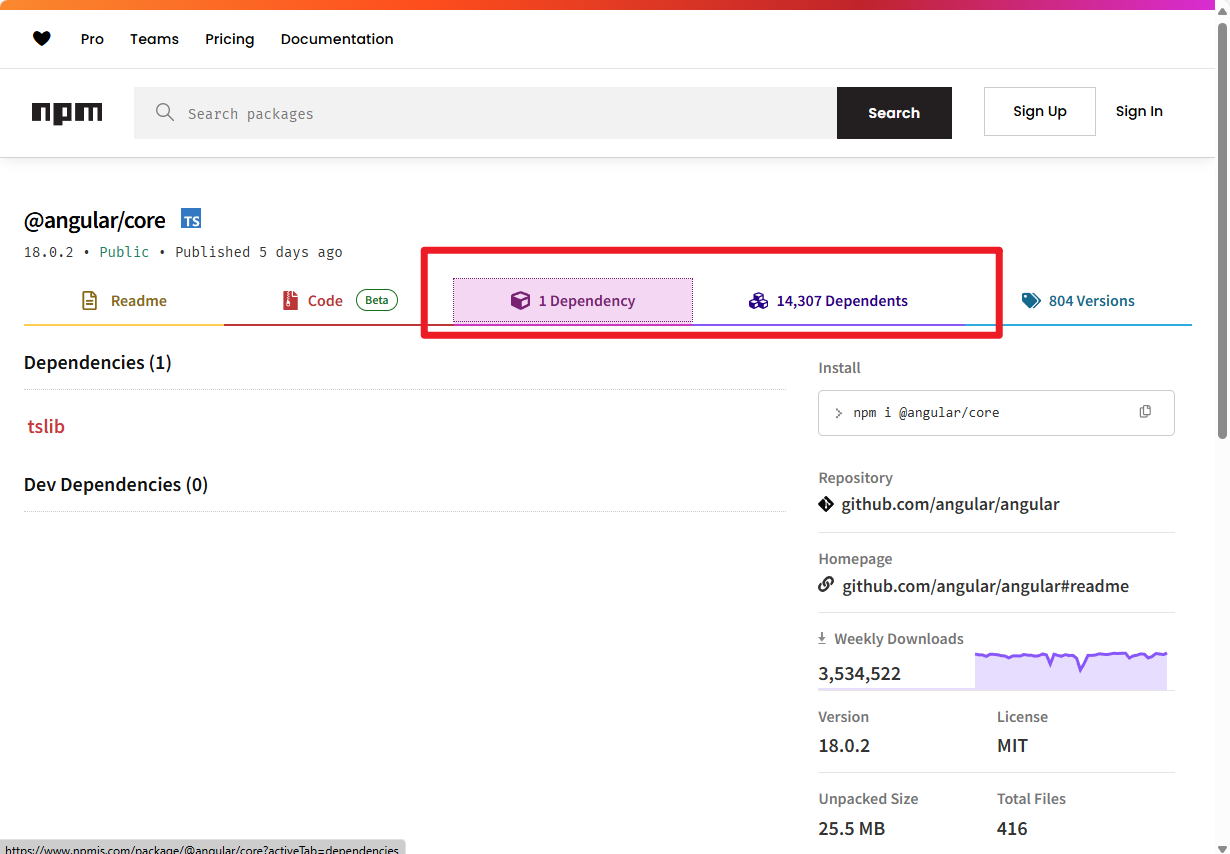 Pro Teams Pricing Documentation
npm Search packages Search Sign Up Sign In
@angular/core TS
18.0.2 • Public • Published 5 days ago
Readme Code Beta 1 Dependency 14,307 Dependents 804 Versions
Dependencies (1)
tslib
Dev Dependencies (0)
Install
> npm i @angular/core
Repository
github.com/angular/angular
Homepage
github.com/angular/angular#readme
Weekly Downloads
3,534,522
Version License
18.0.2 MIT
Unpacked Size Total Files
25.5 MB 416
https://www.npmjs.com/package/@angular/core?activeTab=dependencies